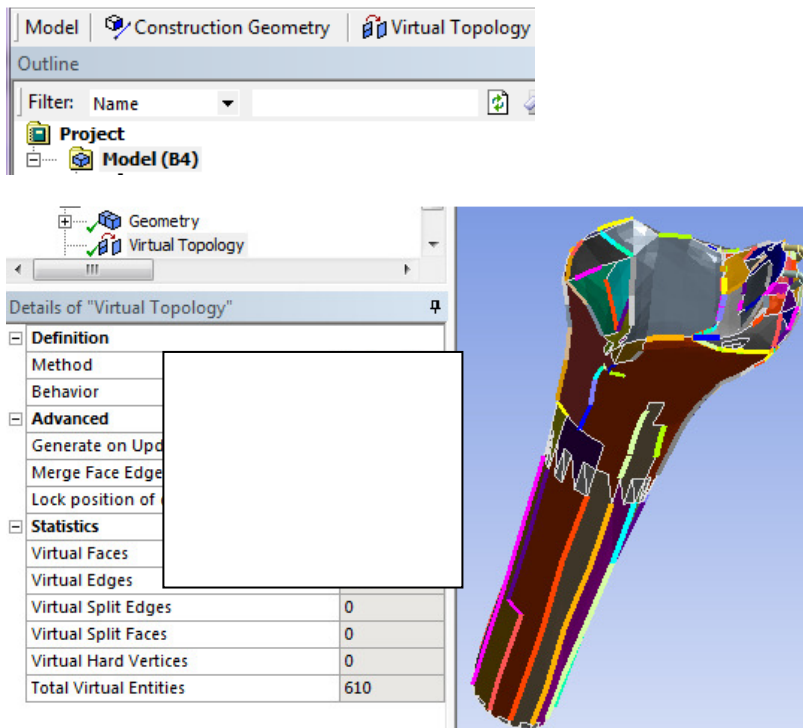 Model Construction Geometry Virtual Topology
Outline
Filter: Name
Project
Model (B4)
Geometry
Virtual Topology
Details of "Virtual Topology"
Definition
Method
Behavior
Advanced
Generate on Upd
Merge Face Edge
Lock position of
Statistics
Virtual Faces
Virtual Edges
Virtual Split Edges 0
Virtual Split Faces 0
Virtual Hard Vertices 0
Total Virtual Entities 610